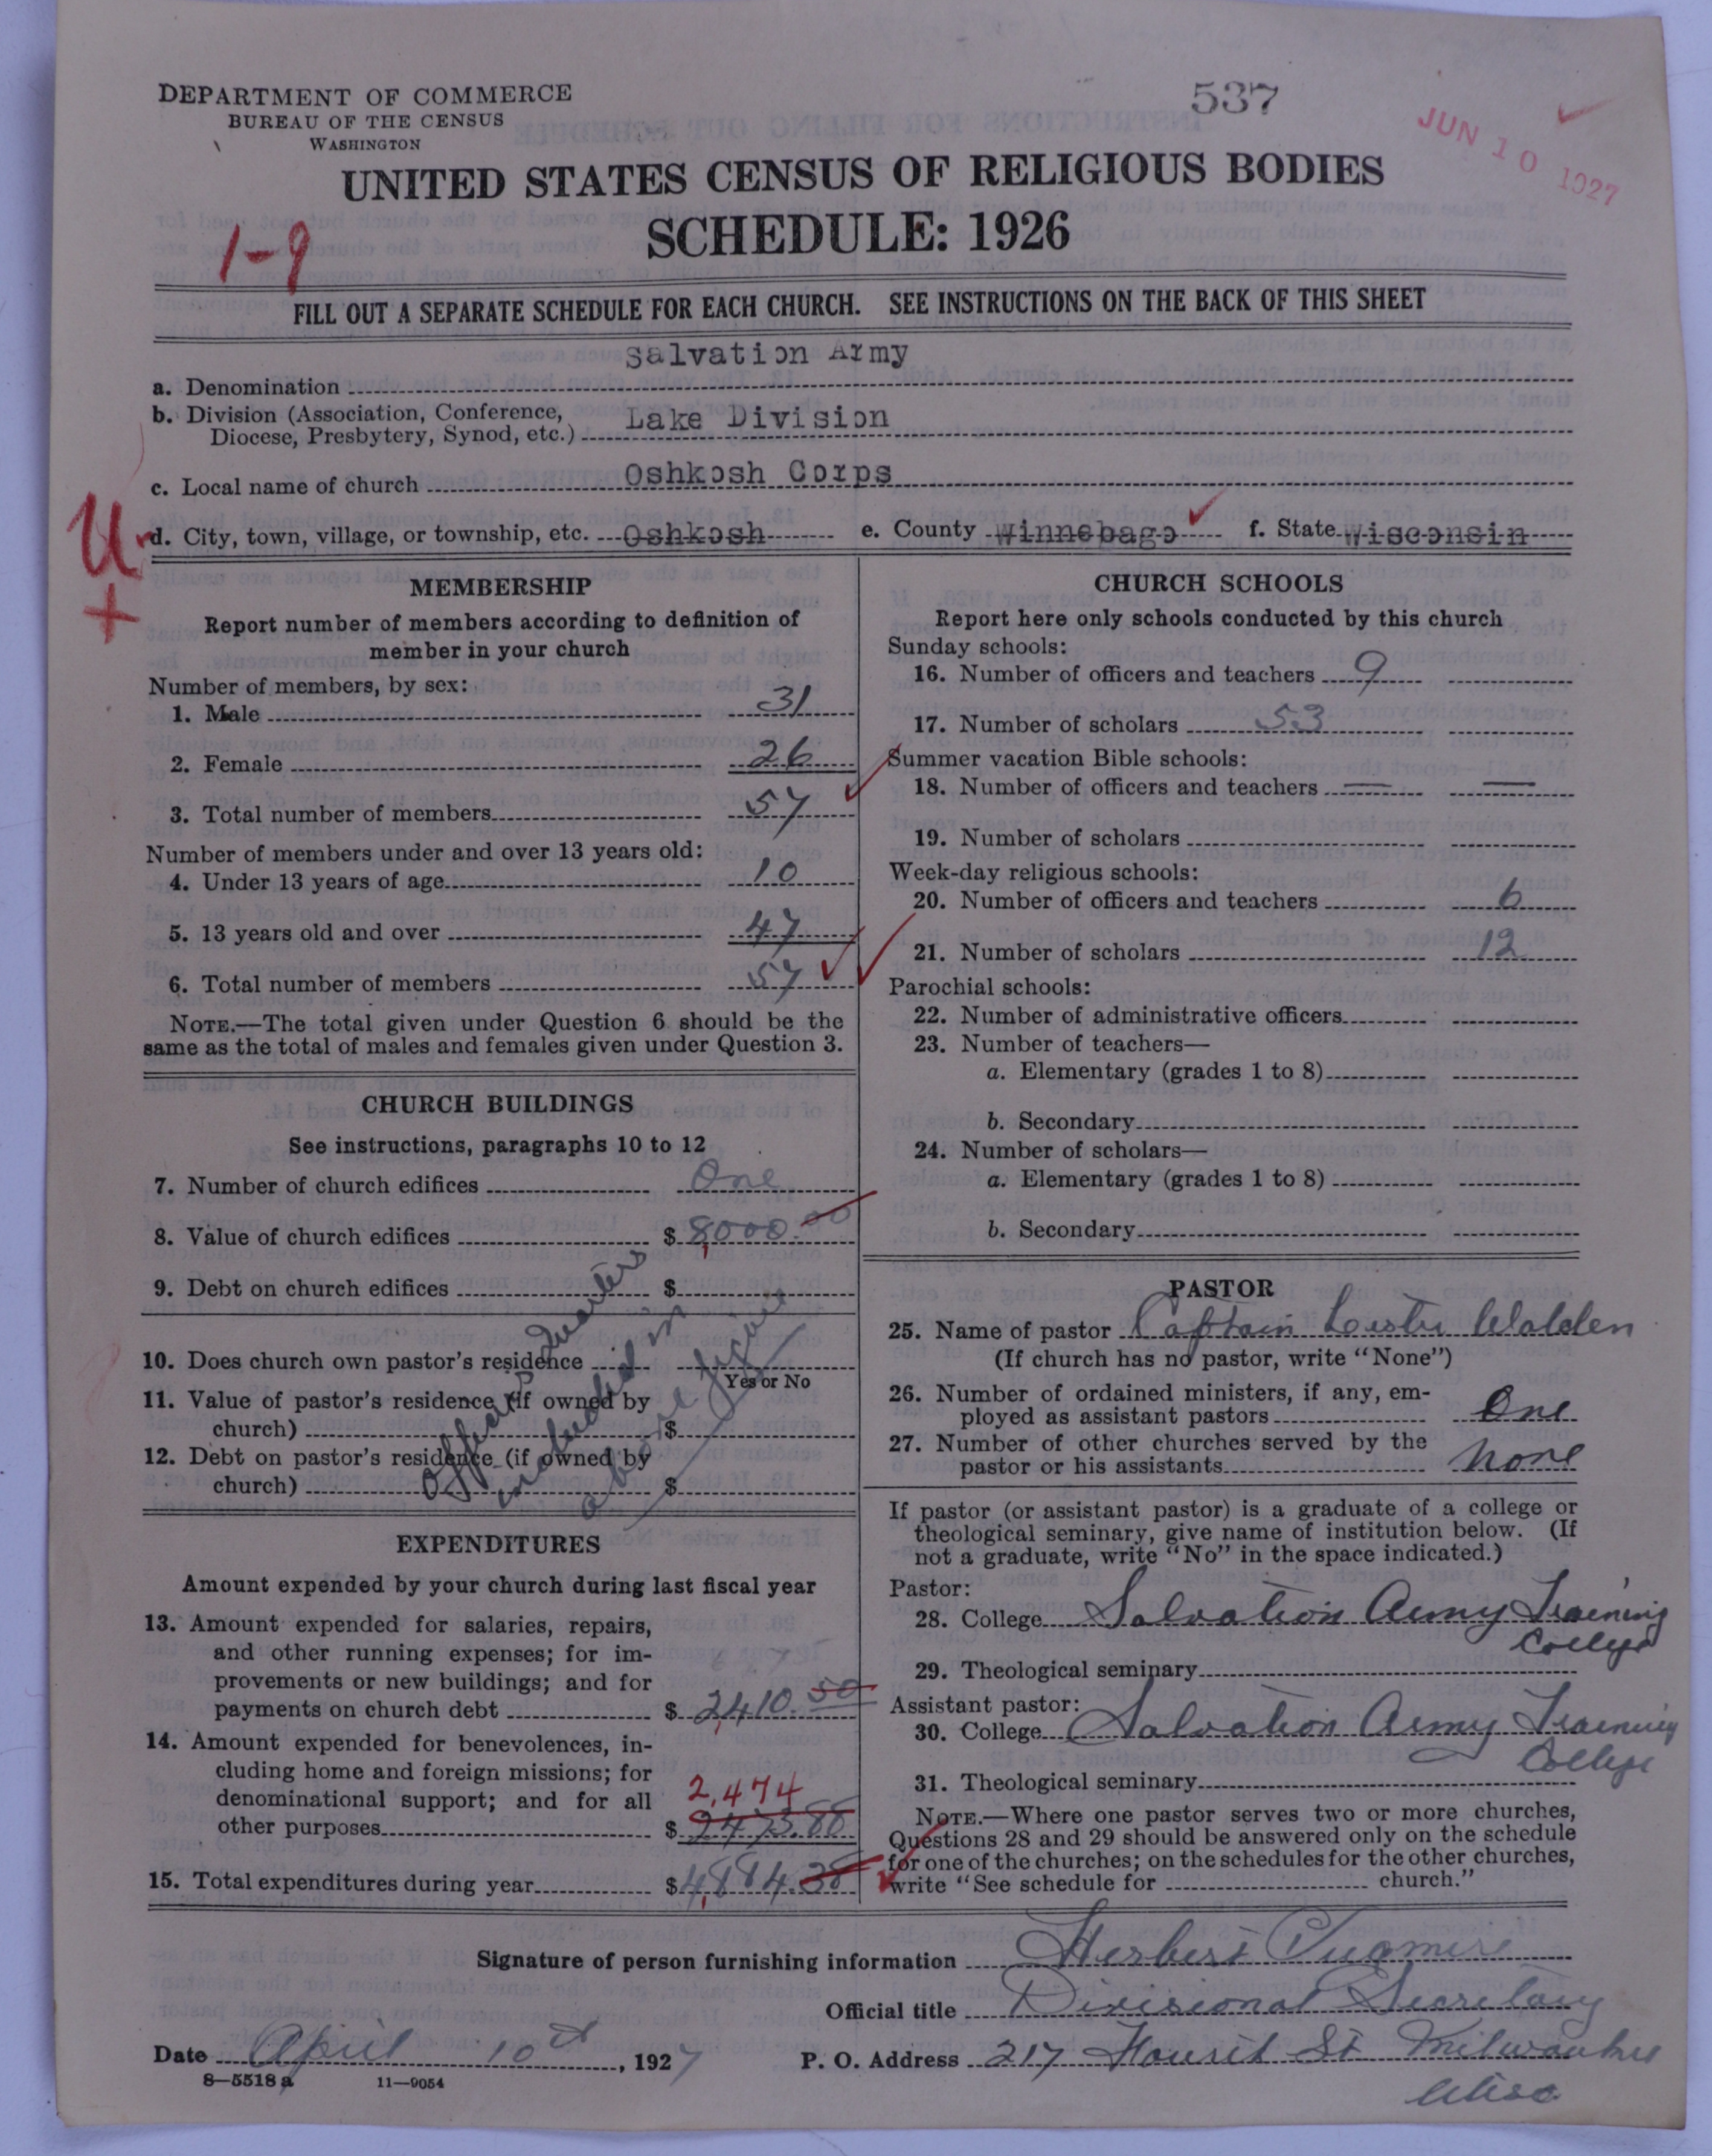 DEPARTMENT OF COMMERCE
BUREAU OF THE CENSUS
WASHINGTON
537
JUN 10 1927
UNITED STATES CENSUS OF RELIGIOUS BODIES
SCHEDULE: 1926
1-9
FILL OUT A SEPARATE SCHEDULE FOR EACH CHURCH. SEE INSTRUCTIONS ON THE BACK OF THIS SHEET
a. Denomination Salvation Army
b. Division (Association, Conference,
Diocese, Presbytery, Synod, etc.) Lake Division
c. Local name of church Oshkosh Corps
U
+
d. City, town, village, or township, etc. Oshkosh e. County Winnebago f. State Wisconsin
MEMBERSHIP
Report number of members according to definition of
member in your church
Number of members, by sex:
1. Male 31
2. Female 26
3. Total number of members 57
Number of members under and over 13 years old:
4. Under 13 years of age 10
5. 13 years old and over 47
6. Total number of members 57
NOTE.—The total given under Question 6 should be the
same as the total of males and females given under Question 3.
CHURCH BUILDINGS
See instructions, paragraphs 10 to 12
7. Number of church edifices One
8. Value of church edifices $ 8,000.00
9. Debt on church edifices $
10. Does church own pastor's residence
Yes or No
11. Value of pastor's residence (if owned by
church) $
12. Debt on pastor's residence (if owned by
church) $
Officers Quarters
included in
above figure
EXPENDITURES
Amount expended by your church during last fiscal year
13. Amount expended for salaries, repairs,
and other running expenses; for im-
provements or new buildings; and for
payments on church debt $ 2,410.50
14. Amount expended for benevolences, in-
cluding home and foreign missions; for
denominational support; and for all 2,474
other purposes $ 2473.88
15. Total expenditures during year $ 4,884.38
CHURCH SCHOOLS
Report here only schools conducted by this church
Sunday schools:
16. Number of officers and teachers 9
17. Number of scholars 53
Summer vacation Bible schools:
18. Number of officers and teachers — —
19. Number of scholars
Week-day religious schools:
20. Number of officers and teachers 6
21. Number of scholars 12
Parochial schools:
22. Number of administrative officers
23. Number of teachers—
a. Elementary (grades 1 to 8)
b. Secondary
24. Number of scholars—
a. Elementary (grades 1 to 8)
b. Secondary
PASTOR
25. Name of pastor Captain Lester Walden
(If church has no pastor, write "None")
26. Number of ordained ministers, if any, em-
ployed as assistant pastors One
27. Number of other churches served by the
pastor or his assistants None
If pastor (or assistant pastor) is a graduate of a college or
theological seminary, give name of institution below. (If
not a graduate, write "No" in the space indicated.)
Pastor:
28. College Salvation Army Training
College
29. Theological seminary
Assistant pastor:
30. College Salvation Army Training
College
31. Theological seminary
NOTE.—Where one pastor serves two or more churches,
Questions 28 and 29 should be answered only on the schedule
for one of the churches; on the schedules for the other churches,
write "See schedule for church."
Signature of person furnishing information Herbert Pugmire
Official title Divisional Secretary
Date April 10th, 1927 P. O. Address 217 St Milwaukee
Wisc
8—5518 a 11—9054